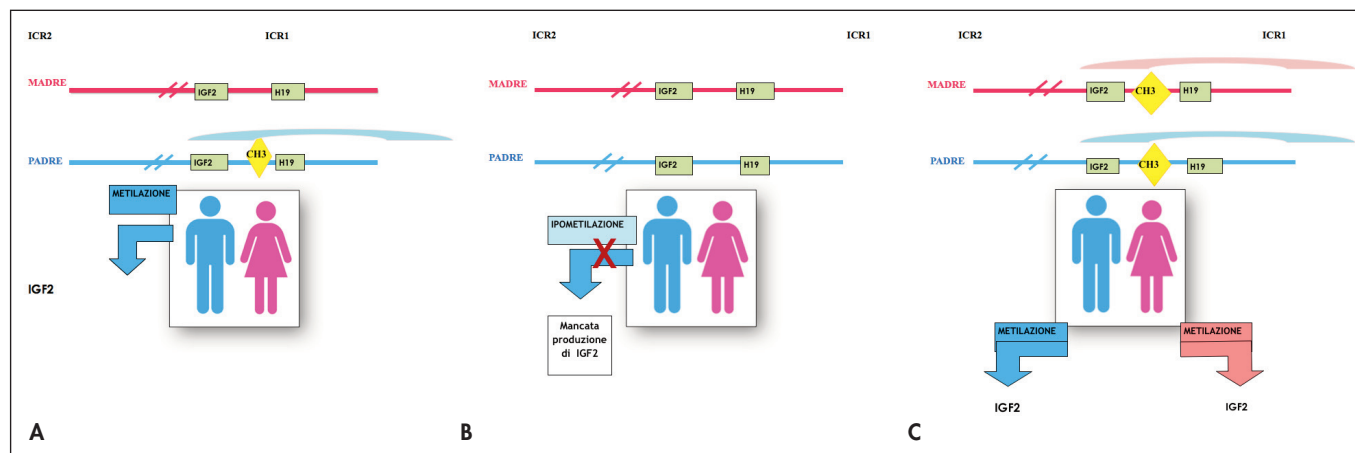 ICR2 ICR1
MADRE
IGF2 H19
CH3
PADRE
IGF2 H19
METILAZIONE
IGF2
A
ICR2 ICR1
MADRE
IGF2 H19
PADRE
IGF2 H19
IPOMETILAZIONE
X
Mancata
produzione
di IGF2
B
ICR2 ICR1
MADRE
IGF2 CH3 H19
PADRE
IGF2 CH3 H19
METILAZIONE METILAZIONE
IGF2 IGF2
C